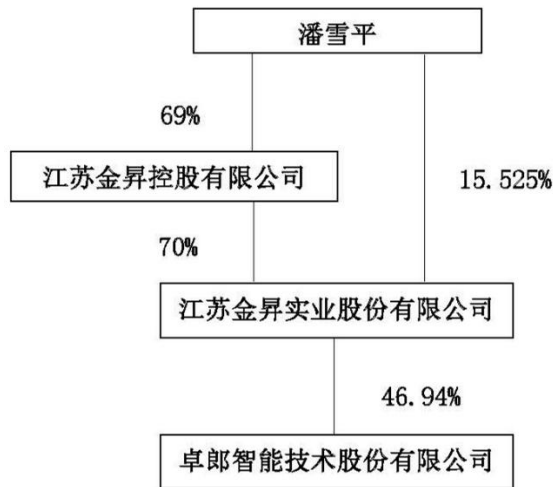 潘雪平
69%
江苏金昇控股有限公司
15.525%
70%
江苏金昇实业股份有限公司
46.94%
卓郎智能技术股份有限公司